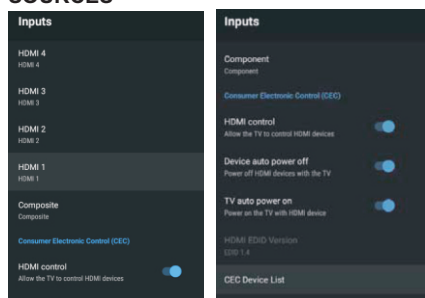 SOURCES
Inputs
HDMI 4
HDMI 4
HDMI 3
HDMI 3
HDMI 2
HDMI 2
HDMI 1
HDMI 1
Composite
Composite
Consumer Electronic Control (CEC)
HDMI control
Allow the TV to control HDMI devices
Inputs
Component
Component
Consumer Electronic Control (CEC)
HDMI control
Allow the TV to control HDMI devices
Device auto power off
Power off HDMI devices with the TV
TV auto power on
Power on the TV with HDMI device
HDMI EDID Version
EDID 1.4
CEC Device List